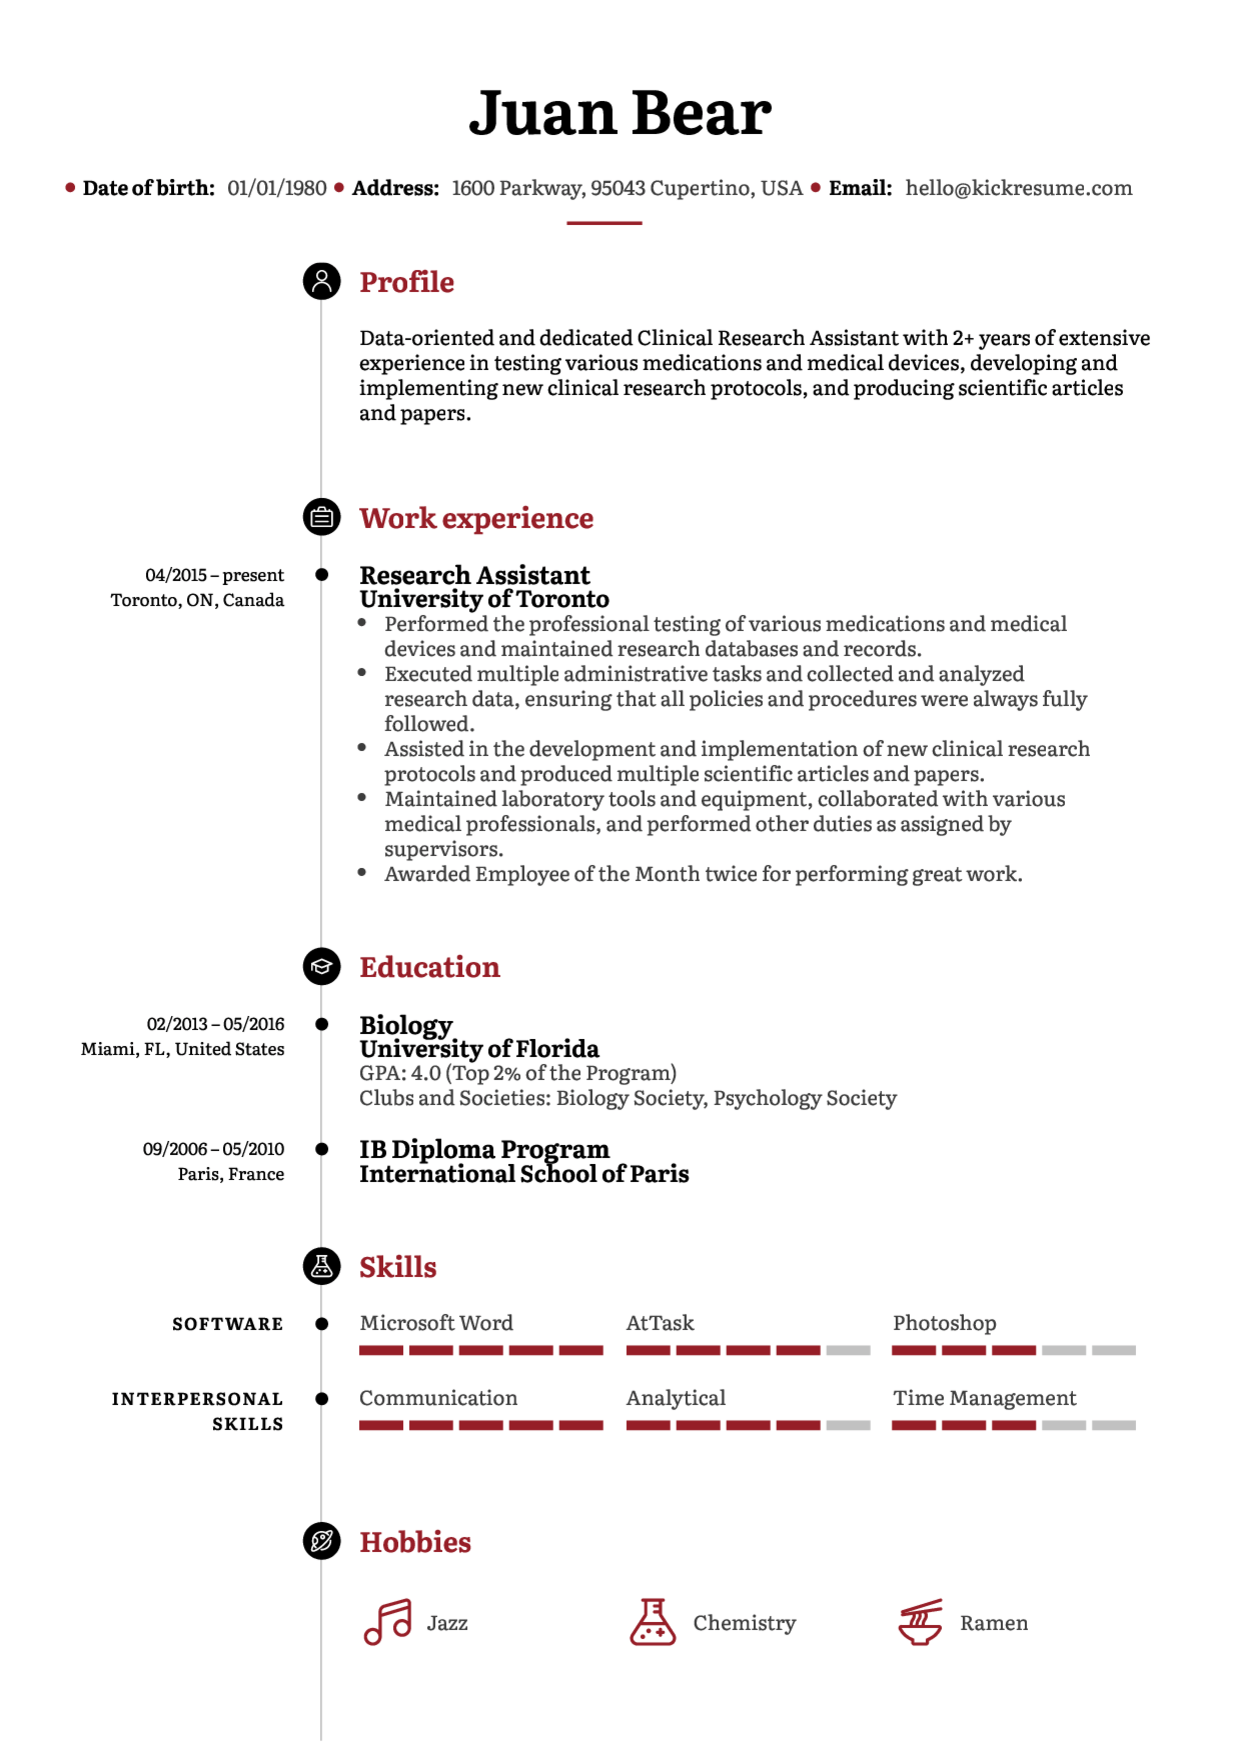 Juan Bear
• Date of birth: 01/01/1980 • Address: 1600 Parkway, 95043 Cupertino, USA • Email: hello@kickresume.com
Profile
Data-oriented and dedicated Clinical Research Assistant with 2+ years of extensive
experience in testing various medications and medical devices, developing and
implementing new clinical research protocols, and producing scientific articles
and papers.
Work experience
04/2015 – present
Toronto, ON, Canada
Research Assistant
University of Toronto
• Performed the professional testing of various medications and medical
devices and maintained research databases and records.
• Executed multiple administrative tasks and collected and analyzed
research data, ensuring that all policies and procedures were always fully
followed.
• Assisted in the development and implementation of new clinical research
protocols and produced multiple scientific articles and papers.
• Maintained laboratory tools and equipment, collaborated with various
medical professionals, and performed other duties as assigned by
supervisors.
• Awarded Employee of the Month twice for performing great work.
Education
02/2013 – 05/2016
Miami, FL, United States
Biology
University of Florida
GPA: 4.0 (Top 2% of the Program)
Clubs and Societies: Biology Society, Psychology Society
09/2006 – 05/2010
Paris, France
IB Diploma Program
International School of Paris
Skills
SOFTWARE
Microsoft Word
AtTask
Photoshop
INTERPERSONAL
SKILLS
Communication
Analytical
Time Management
Hobbies
Jazz
Chemistry
Ramen